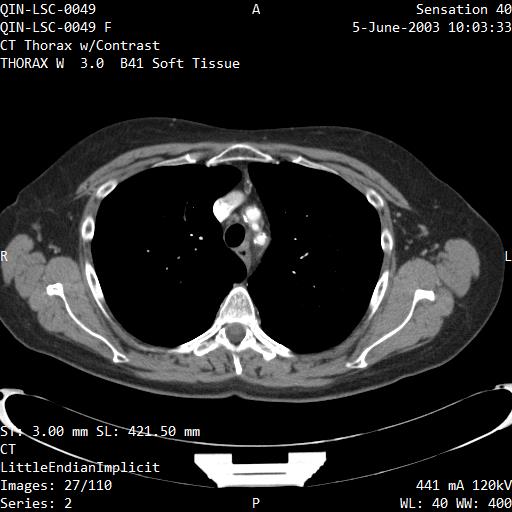 QIN-LSC-0049 A Sensation 40
QIN-LSC-0049 F 5-June-2003 10:03:33
CT Thorax w/Contrast
THORAX W 3.0 B41 Soft Tissue
R L
ST: 3.00 mm SL: 421.50 mm
CT
LittleEndianImplicit
Images: 27/110 441 mA 120kV
Series: 2 P WL: 40 WW: 400